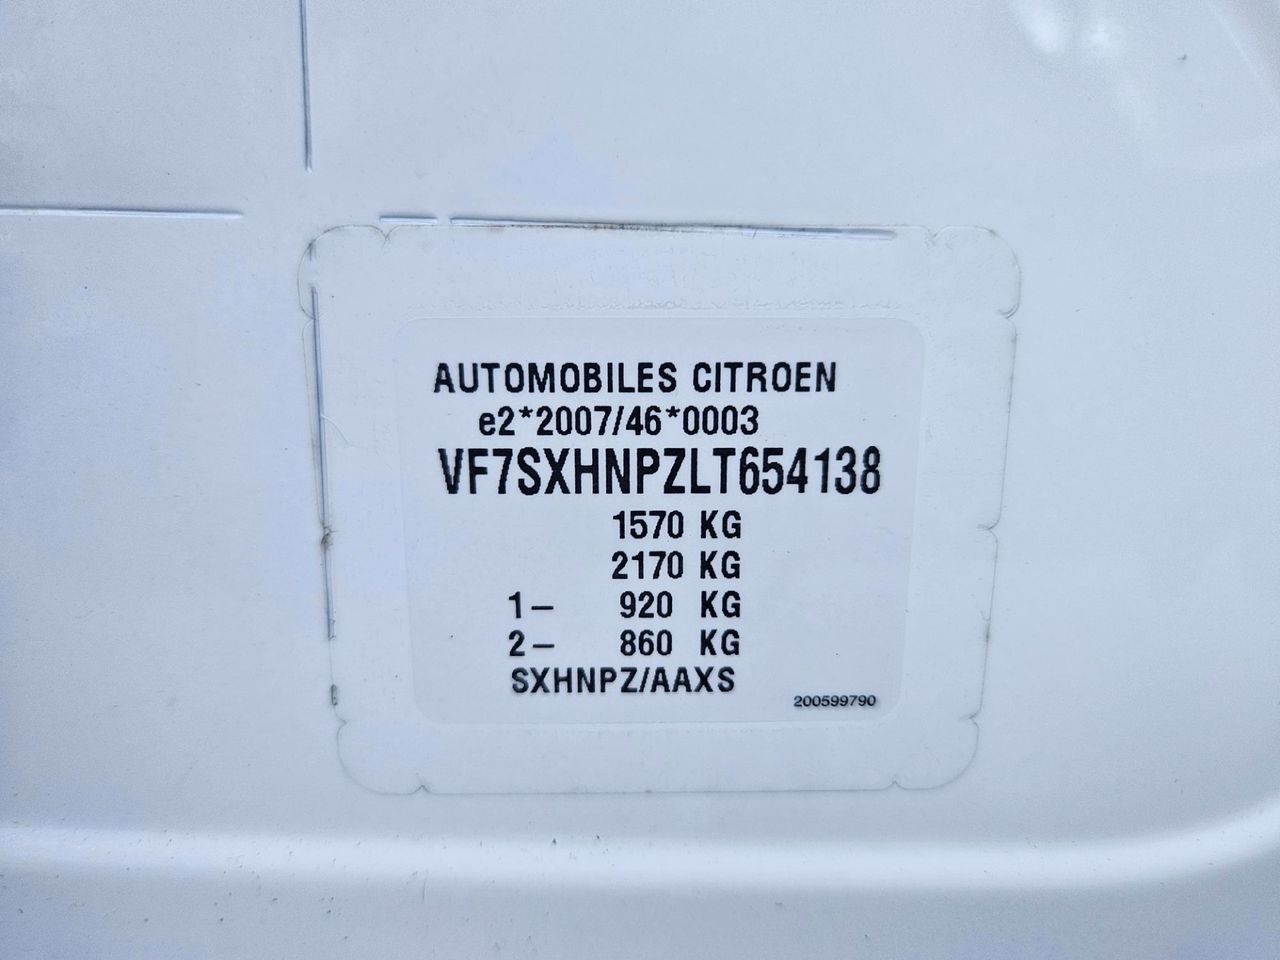 AUTOMOBILES CITROEN
e2*2007/46*0003
VF7SXHNPZLT654138
1570 KG
2170 KG
1– 920 KG
2– 860 KG
SXHNPZ/AAXS
200599790